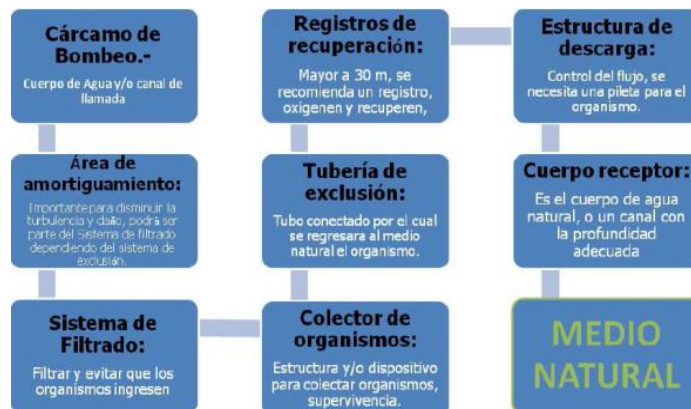 Cárcamo de
Bombeo.-
Cuerpo de Agua y/o canal de
llamada
Área de
amortiguamiento:
Importante para disminuir la
turbulencia y daño, podrá ser
parte del Sistema de filtrado
dependiendo del sistema de
exclusión.
Sistema de
Filtrado:
Filtrar y evitar que los
organismos ingresen
Colector de
organismos:
Estructura y/o dispositivo
para colectar organismos,
supervivencia.
Tubería de
exclusión:
Tubo conectado por el cual
se regresara al medio
natural el organismo.
Registros de
recuperación:
Mayor a 30 m, se
recomienda un registro,
oxigenen y recuperen,
Estructura de
descarga:
Control del flujo, se
necesita una pileta para el
organismo.
Cuerpo receptor:
Es el cuerpo de agua
natural, o un canal con
la profundidad
adecuada
MEDIO
NATURAL